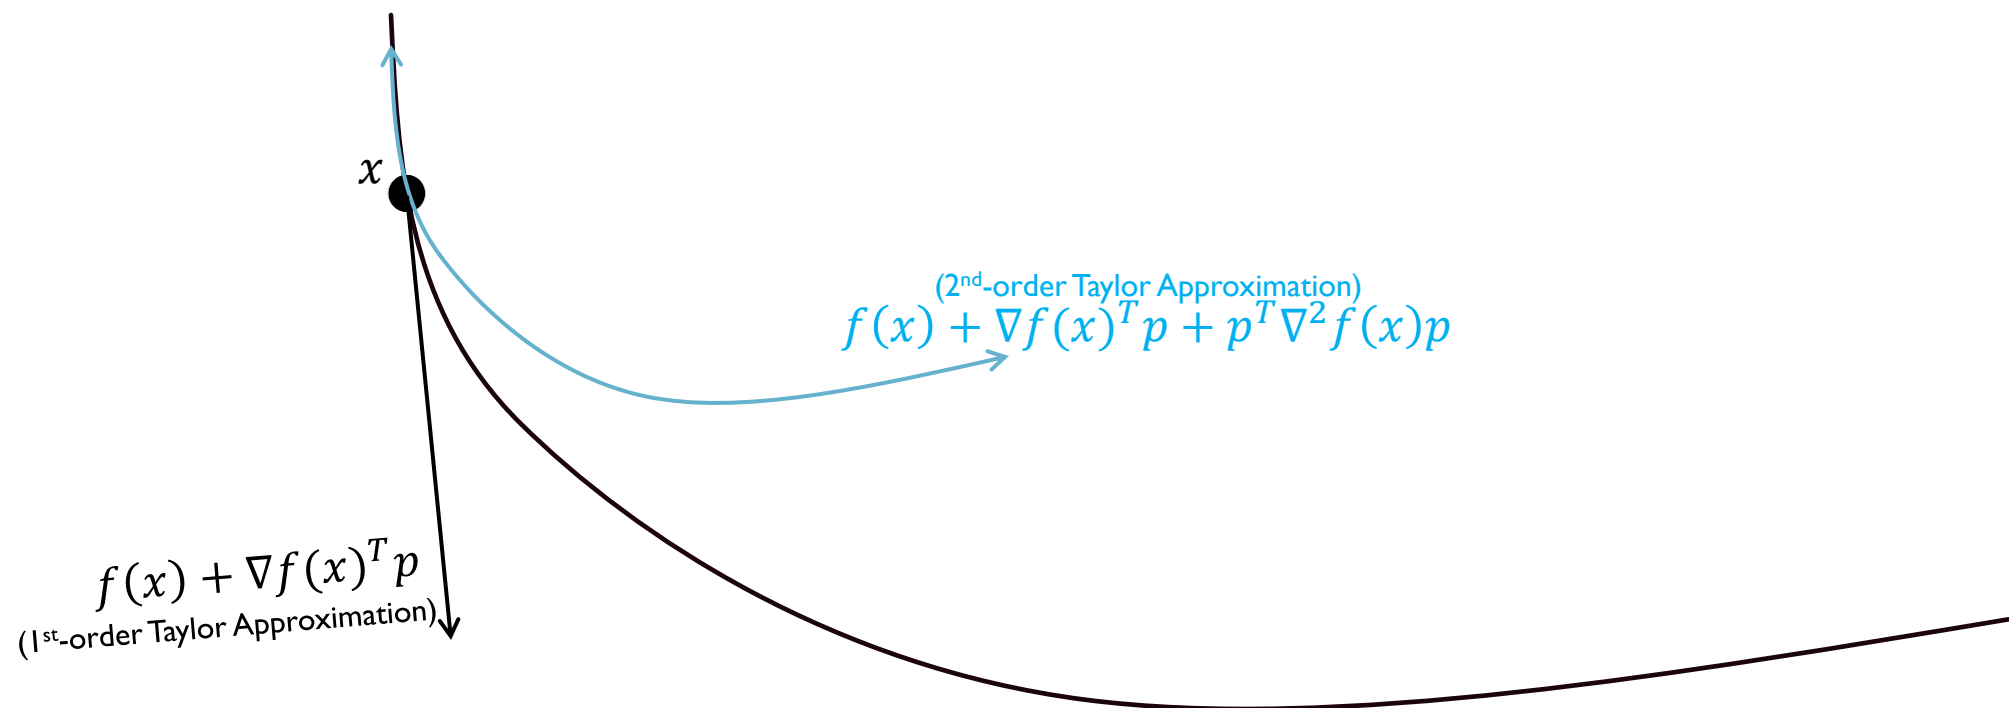 x
(2nd-order Taylor Approximation)
f(x) + ∇f(x)^T p + p^T ∇^2 f(x)p
f(x) + ∇f(x)^T p
(1st-order Taylor Approximation)